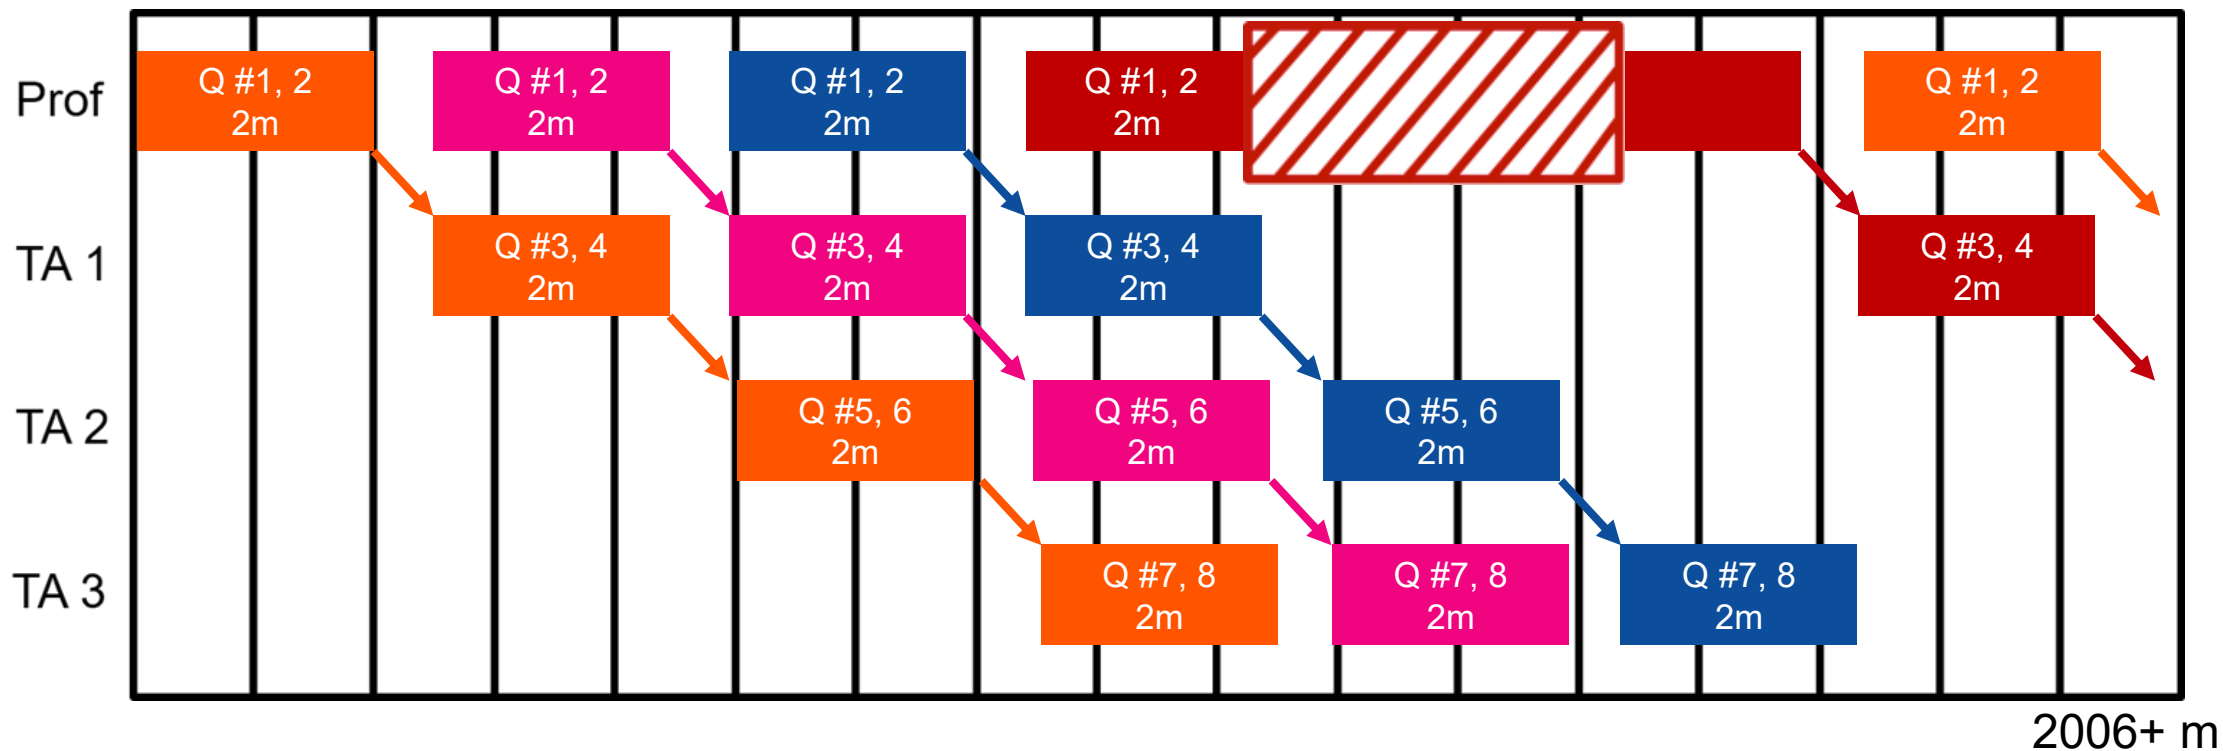 Prof
Q #1, 2
2m
Q #1, 2
2m
Q #1, 2
2m
Q #1, 2
2m
Q #1, 2
2m
TA 1
Q #3, 4
2m
Q #3, 4
2m
Q #3, 4
2m
Q #3, 4
2m
TA 2
Q #5, 6
2m
Q #5, 6
2m
Q #5, 6
2m
TA 3
Q #7, 8
2m
Q #7, 8
2m
Q #7, 8
2m
2006+ m